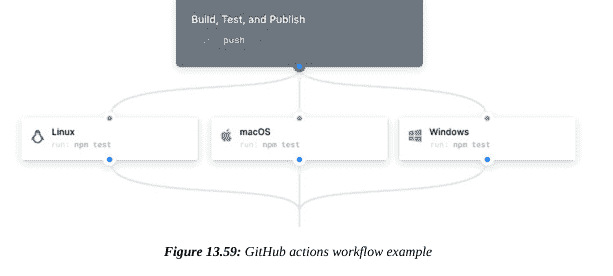 Build, Test, and Publish
push
Linux
run: npm test
macOS
run: npm test
Windows
run: npm test
Figure 13.59: GitHub actions workflow example